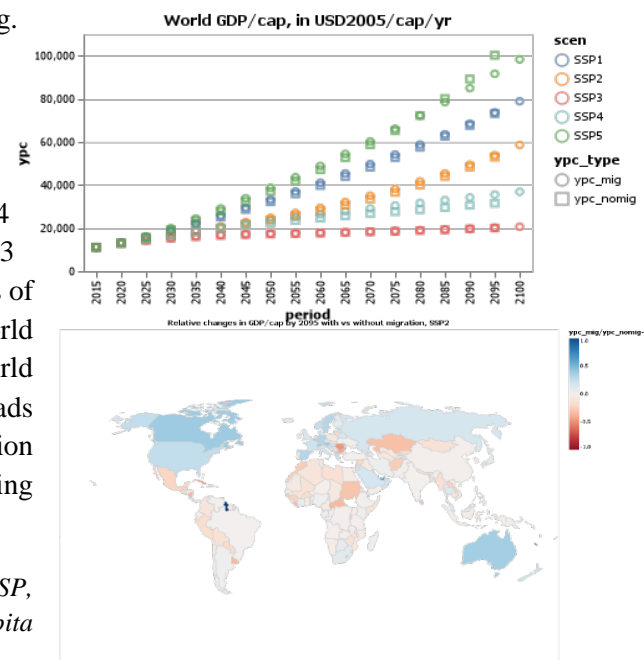 g.
4
3
s of
rld
rld
ads
ion
ing
SP,
pita
World GDP/cap, in USD2005/cap/yr
ypc
100,000
80,000
60,000
40,000
20,000
0
2015 2020 2025 2030 2035 2040 2045 2050 2055 2060 2065 2070 2075 2080 2085 2090 2095 2100
period
scen
SSP1
SSP2
SSP3
SSP4
SSP5
ypc_type
ypc_mig
ypc_nomig
Relative changes in GDP/cap by 2095 with vs without migration, SSP2
ypc_mig/ypc_nomig-
1.0
0.5
0.0
-0.5
-1.0